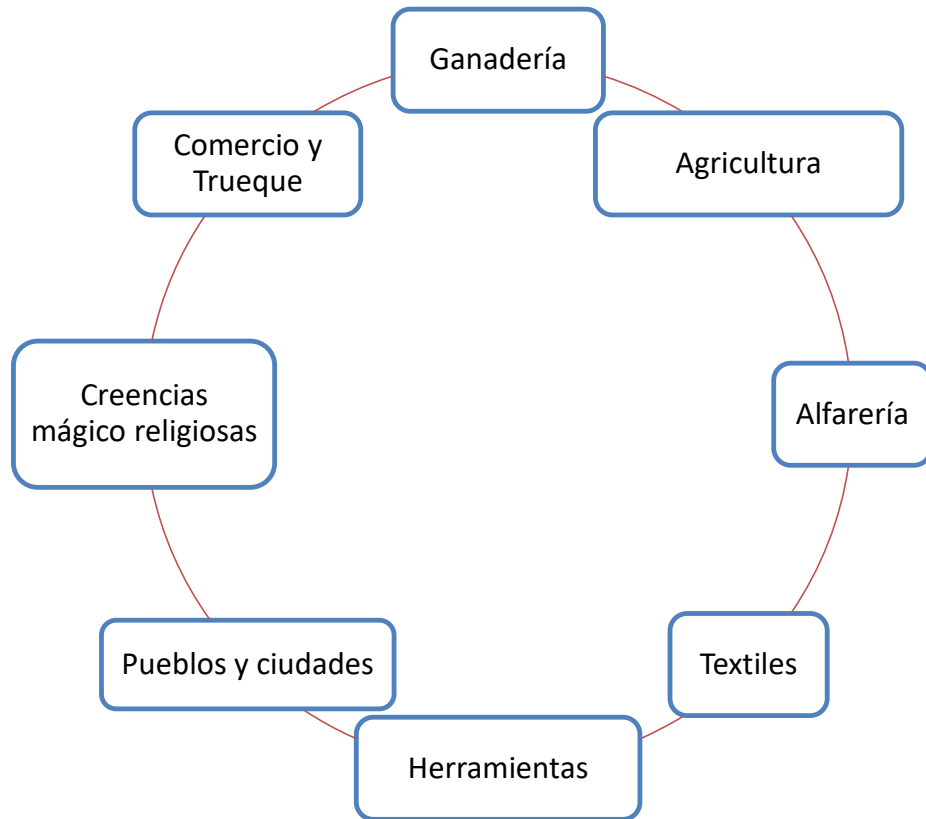 Ganadería
Agricultura
Alfarería
Textiles
Herramientas
Pueblos y ciudades
Creencias
mágico religiosas
Comercio y
Trueque